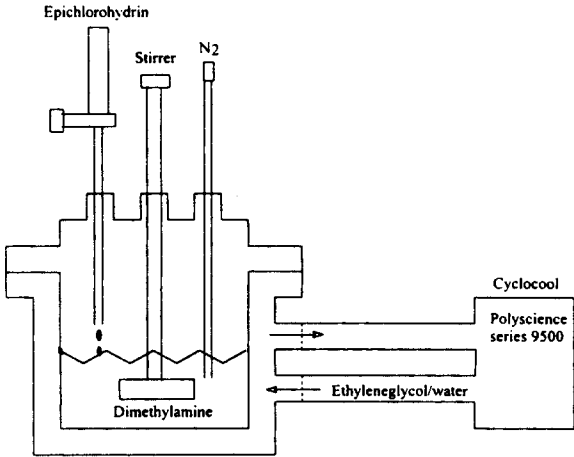 Epichlorohydrin
Stirrer
N2
Cyclocool
Polyscience
series 9500
Ethyleneglycol/water
Dimethylamine